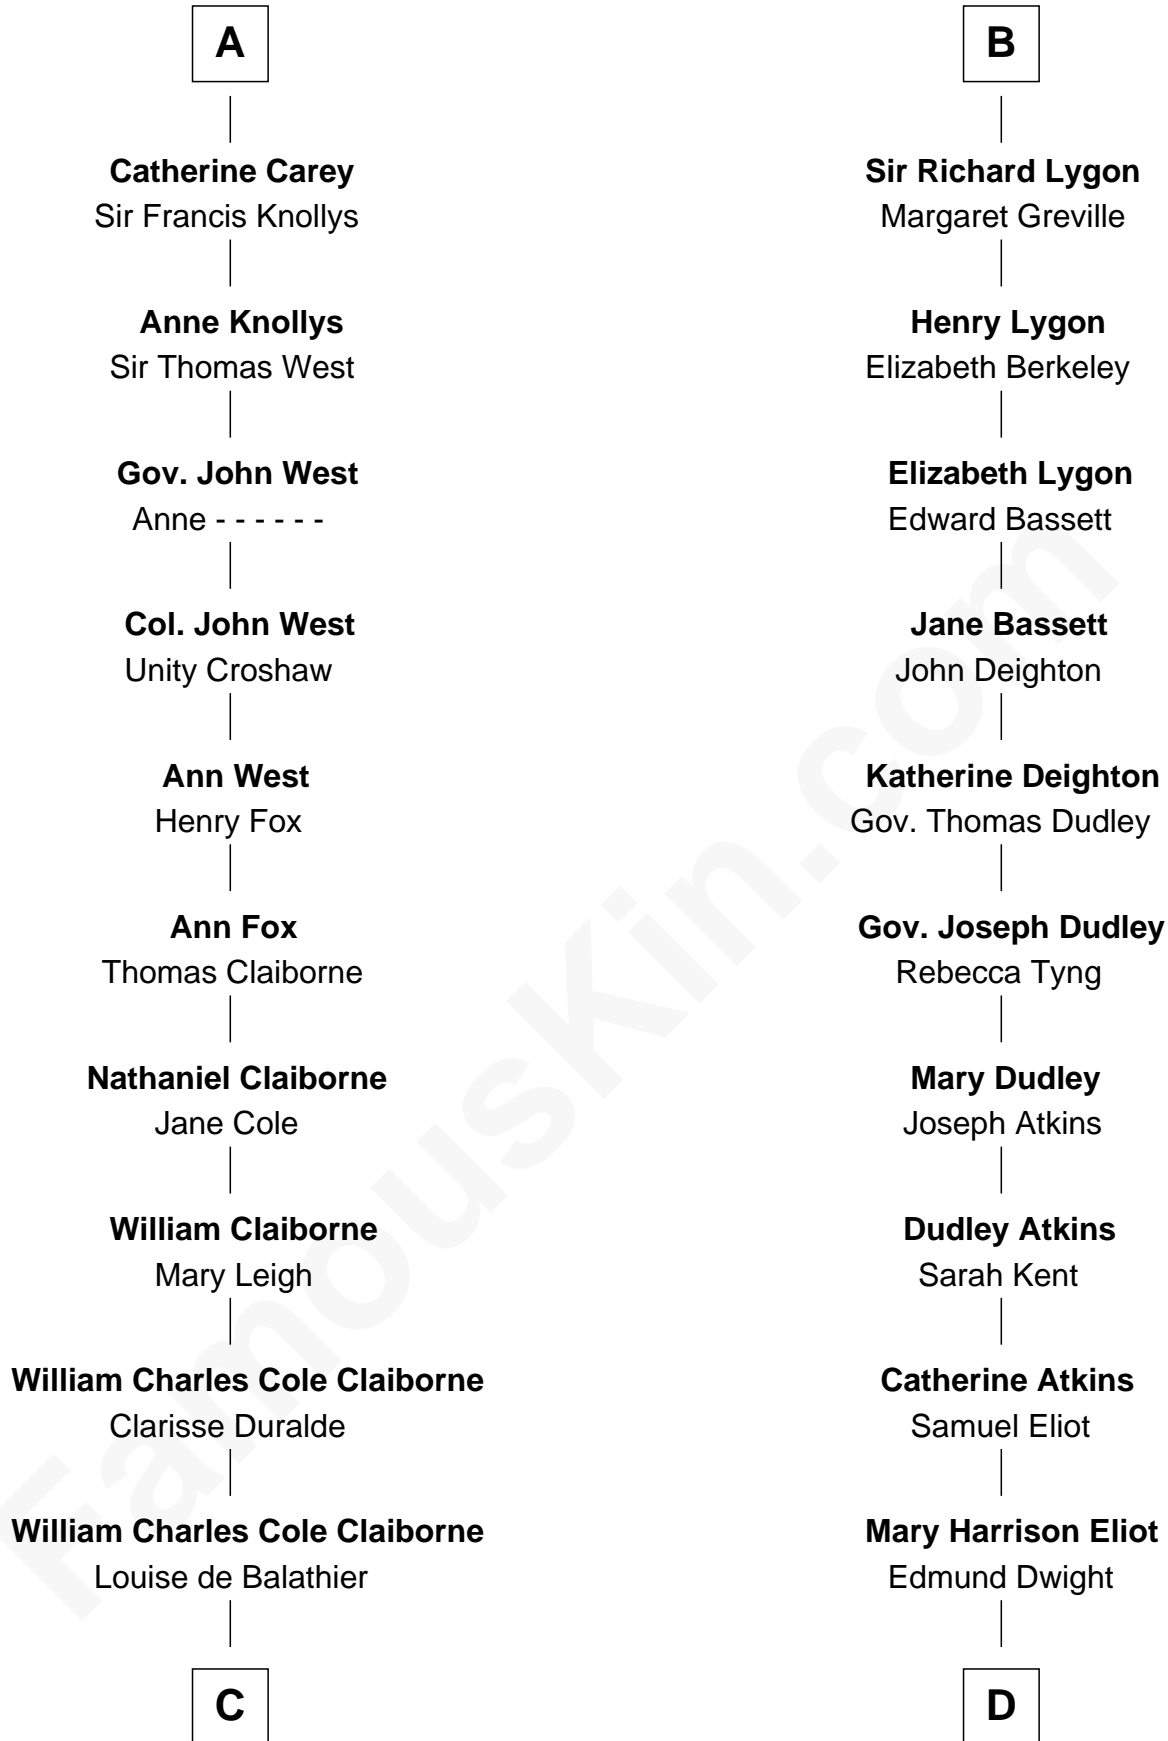 A
Catherine Carey
Sir Francis Knollys
Anne Knollys
Sir Thomas West
Gov. John West
Anne - - - - - -
Col. John West
Unity Croshaw
Ann West
Henry Fox
Ann Fox
Thomas Claiborne
Nathaniel Claiborne
Jane Cole
William Claiborne
Mary Leigh
William Charles Cole Claiborne
Clarisse Duralde
William Charles Cole Claiborne
Louise de Balathier
C
B
Sir Richard Lygon
Margaret Greville
Henry Lygon
Elizabeth Berkeley
Elizabeth Lygon
Edward Bassett
Jane Bassett
John Deighton
Katherine Deighton
Gov. Thomas Dudley
Gov. Joseph Dudley
Rebecca Tyng
Mary Dudley
Joseph Atkins
Dudley Atkins
Sarah Kent
Catherine Atkins
Samuel Eliot
Mary Harrison Eliot
Edmund Dwight
D
FamousKin.com